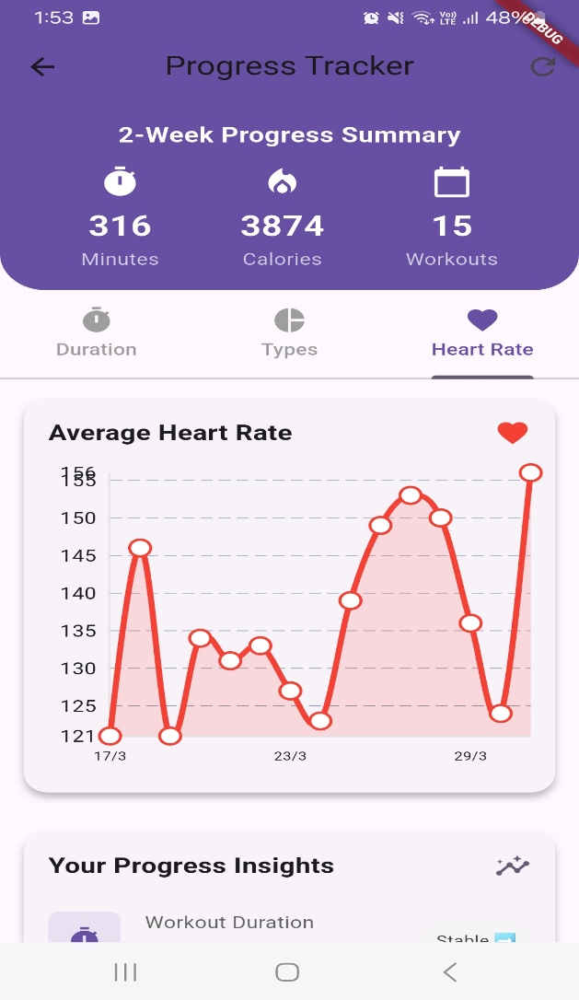 1:53 Vo)) LTE 48%
DEBUG
Progress Tracker
2-Week Progress Summary
316 3874 15
Minutes Calories Workouts
Duration Types Heart Rate
Average Heart Rate
156
155
150
145
140
135
130
125
121
17/3 23/3 29/3
Your Progress Insights
Workout Duration
Stable